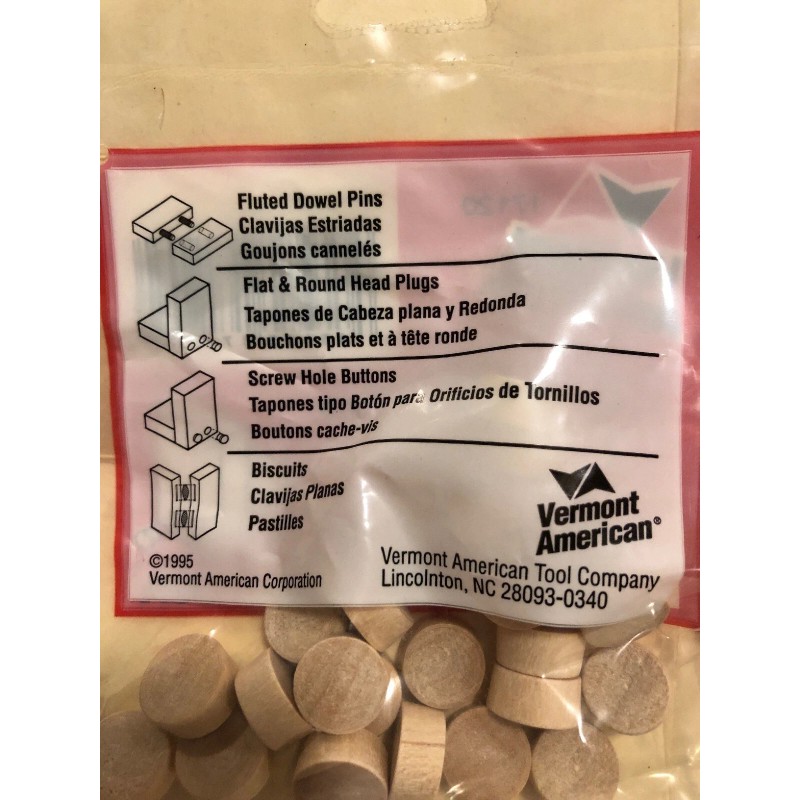 Fluted Dowel Pins
Clavijas Estriadas
Goujons cannelés
Flat & Round Head Plugs
Tapones de Cabeza plana y Redonda
Bouchons plats et à tête ronde
Screw Hole Buttons
Tapones tipo Botón para Orificios de Tornillos
Boutons cache-vis
Biscuits
Clavijas Planas
Pastilles
Vermont
American®
©1995
Vermont American Corporation
Vermont American Tool Company
Lincolnton, NC 28093-0340